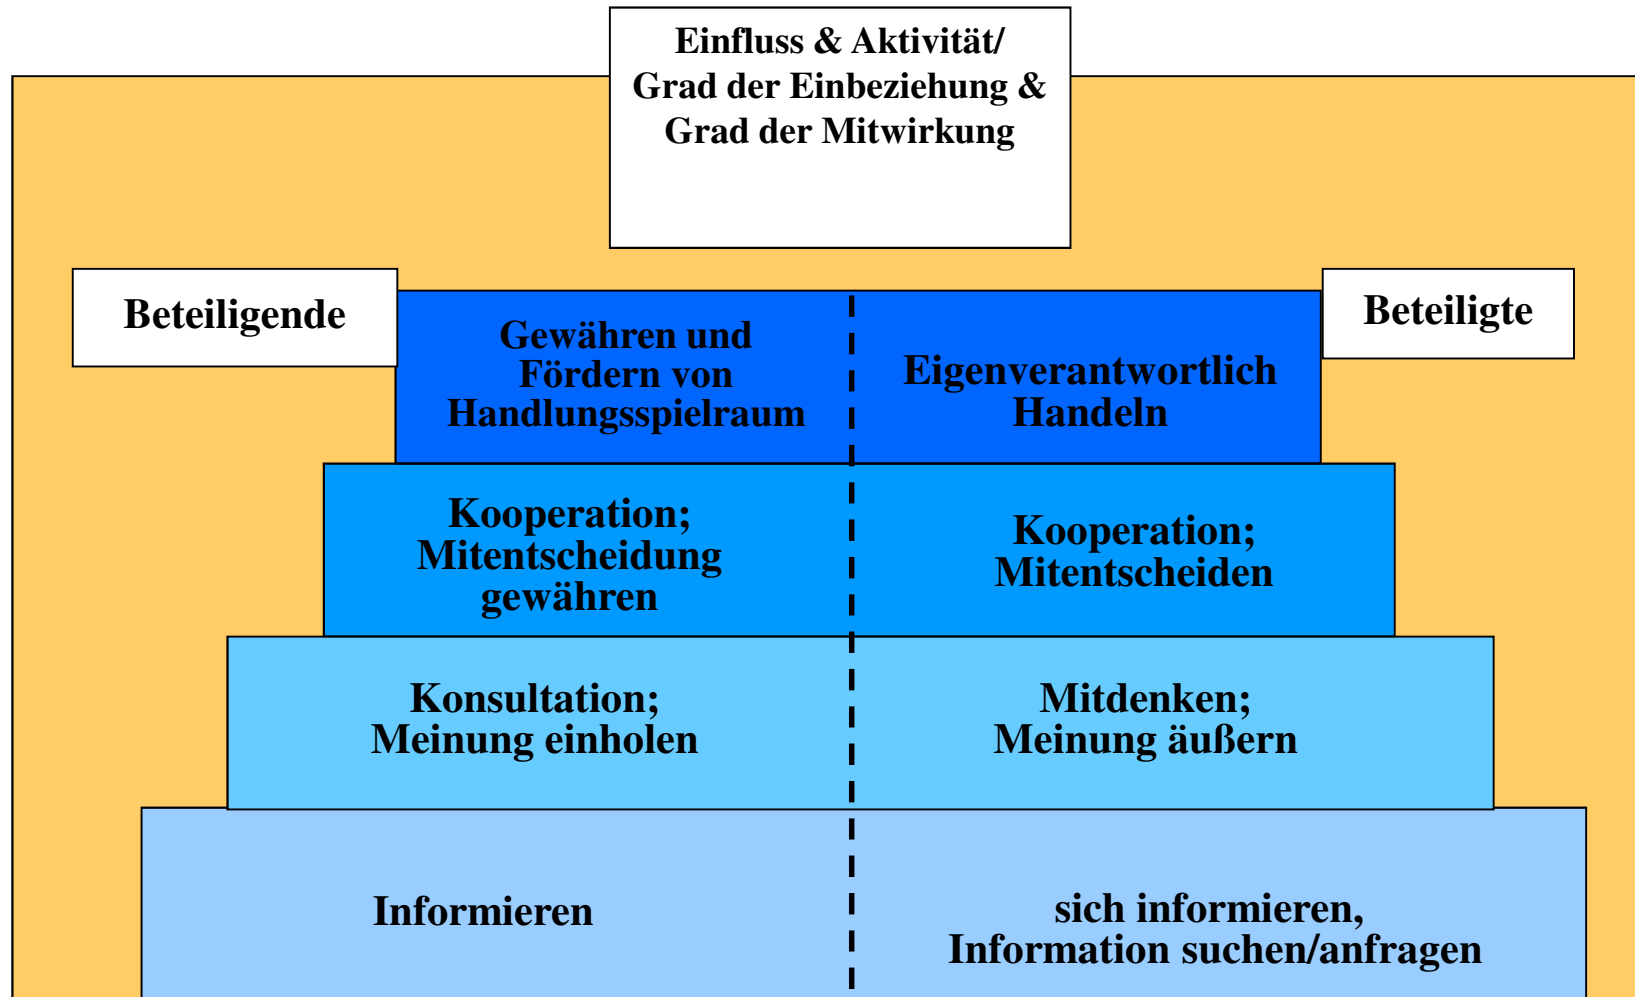 Einfluss & Aktivität/
Grad der Einbeziehung &
Grad der Mitwirkung
Beteiligende
Beteiligte
Gewähren und
Fördern von
Handlungsspielraum
Eigenverantwortlich
Handeln
Kooperation;
Mitentscheidung
gewähren
Kooperation;
Mitentscheiden
Konsultation;
Meinung einholen
Mitdenken;
Meinung äußern
Informieren
sich informieren,
Information suchen/anfragen